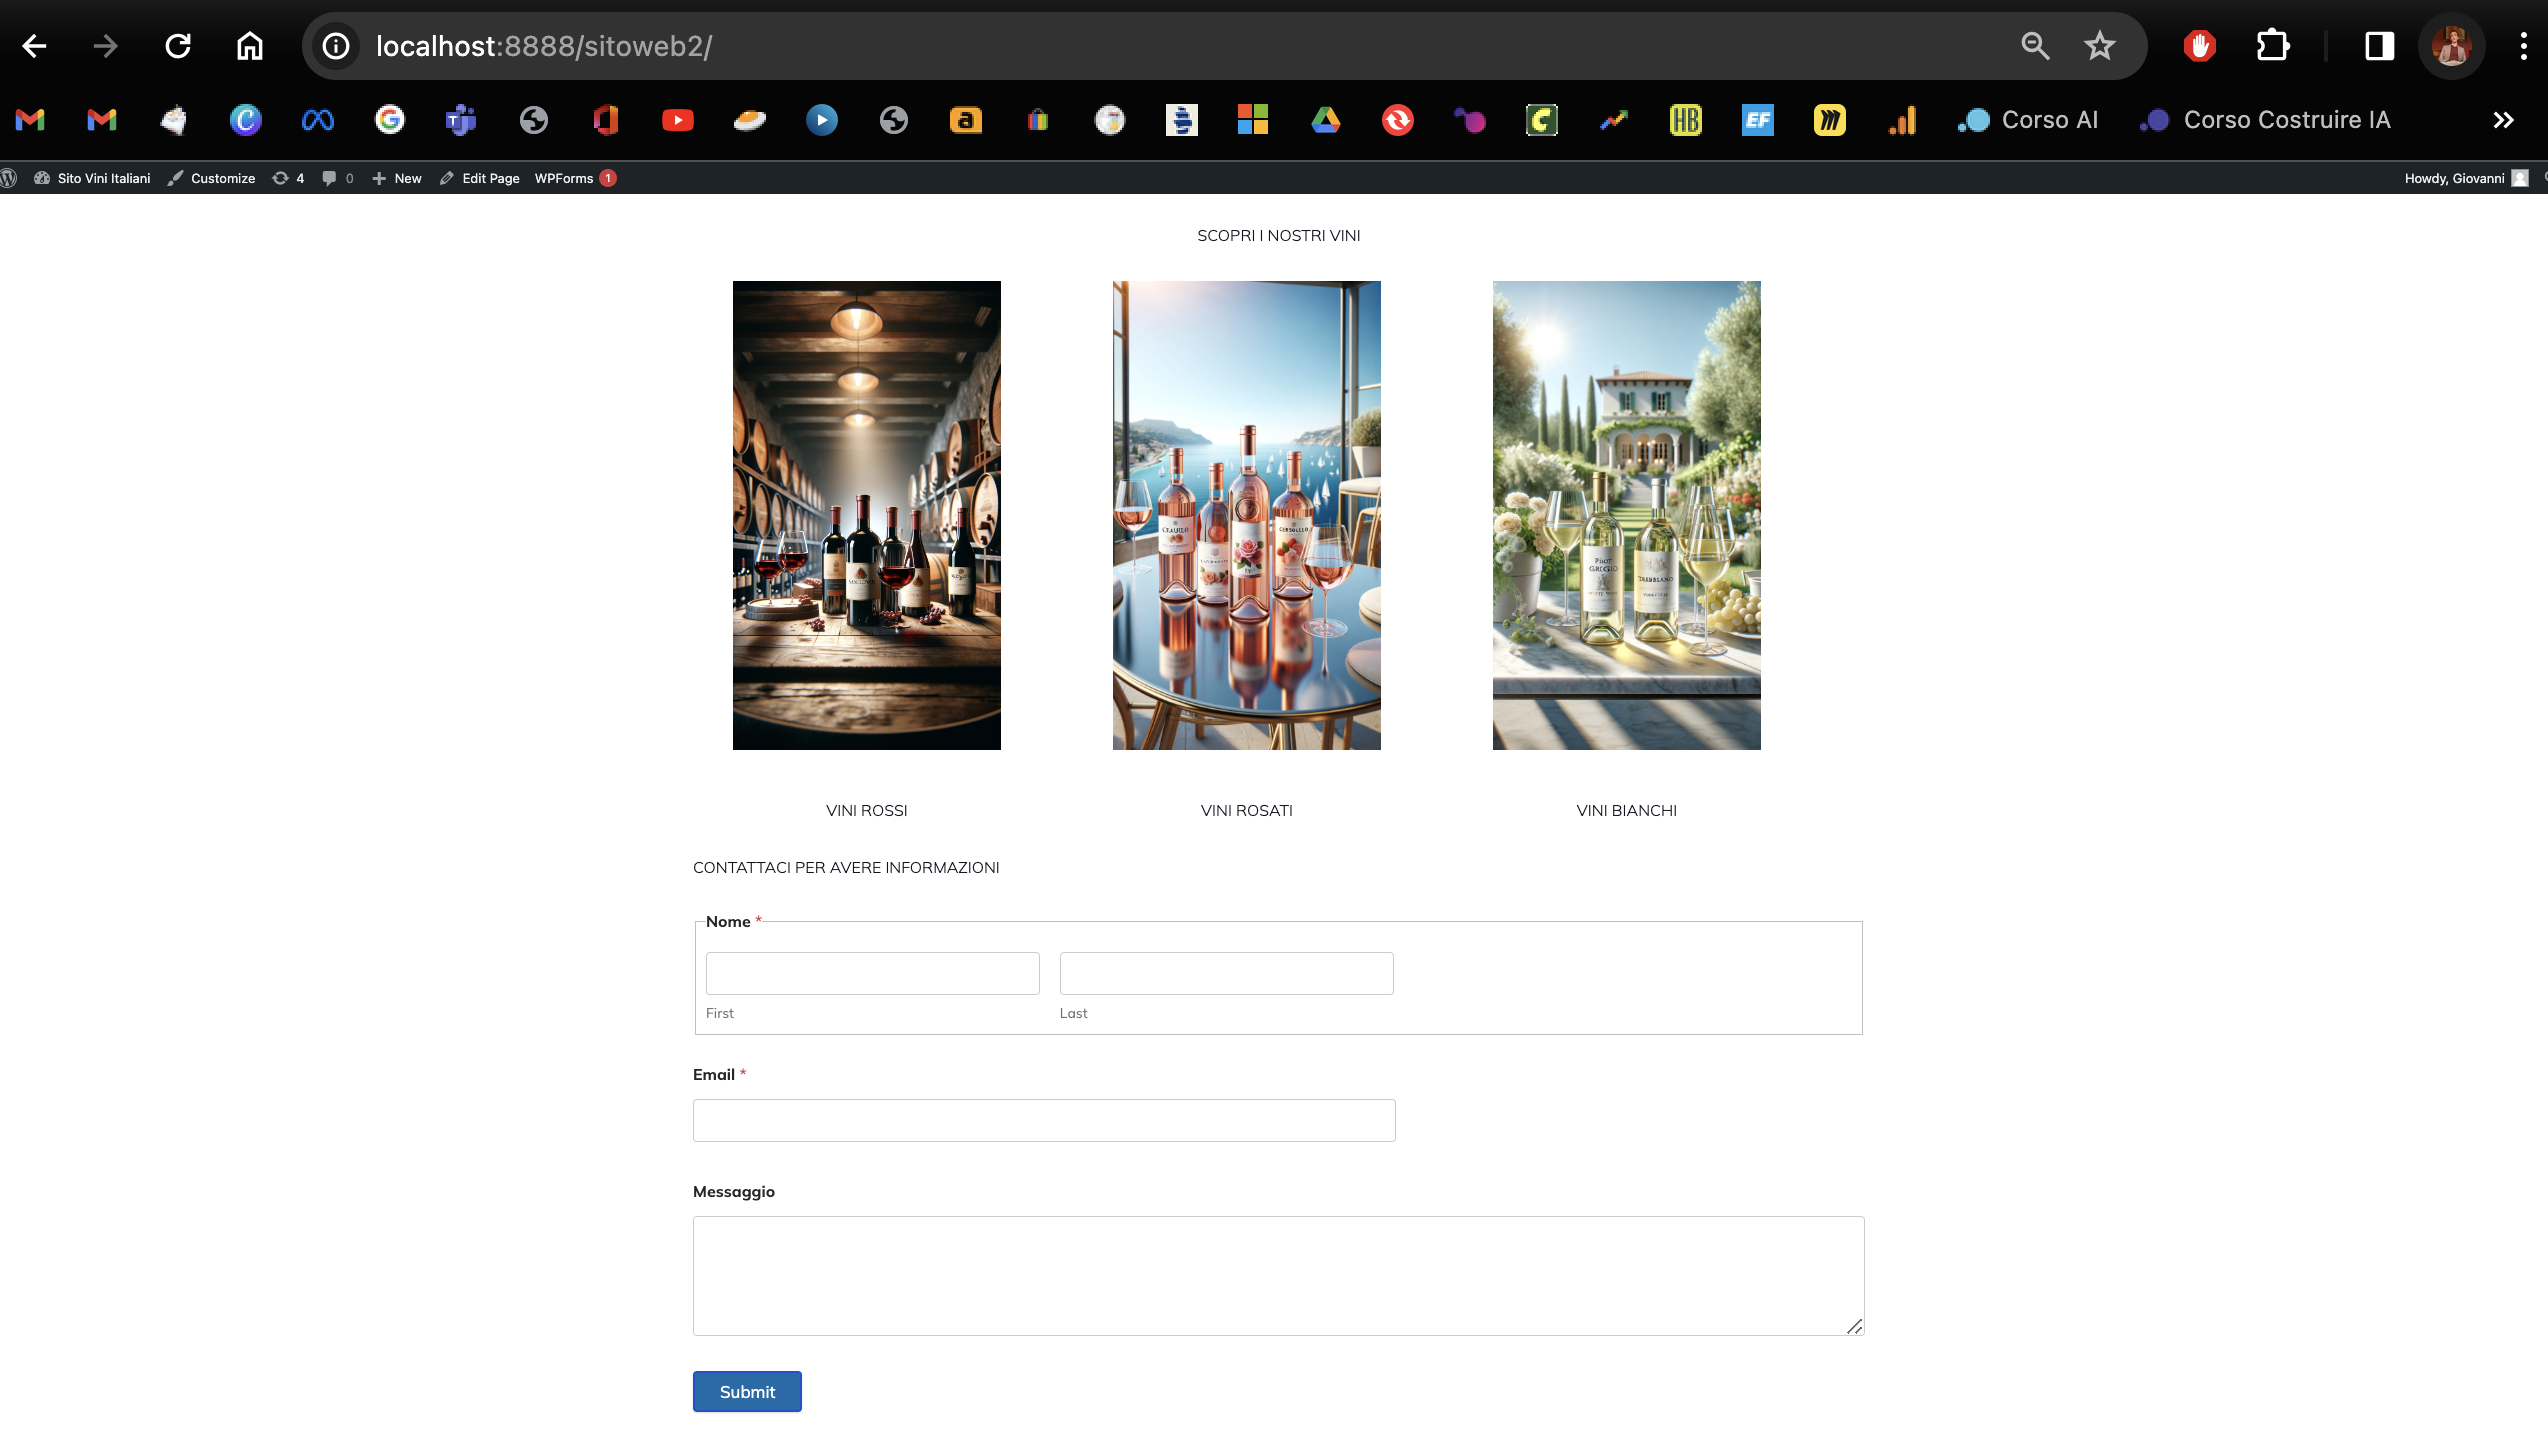 localhost:8888/sitoweb2/
Corso AI
Corso Costruire IA
Sito Vini Italiani
Customize
4
0
New
Edit Page
WPForms 1
Howdy, Giovanni
SCOPRI I NOSTRI VINI
VINI ROSSI
VINI ROSATI
VINI BIANCHI
CONTATTACI PER AVERE INFORMAZIONI
Nome *
First
Last
Email *
Messaggio
Submit